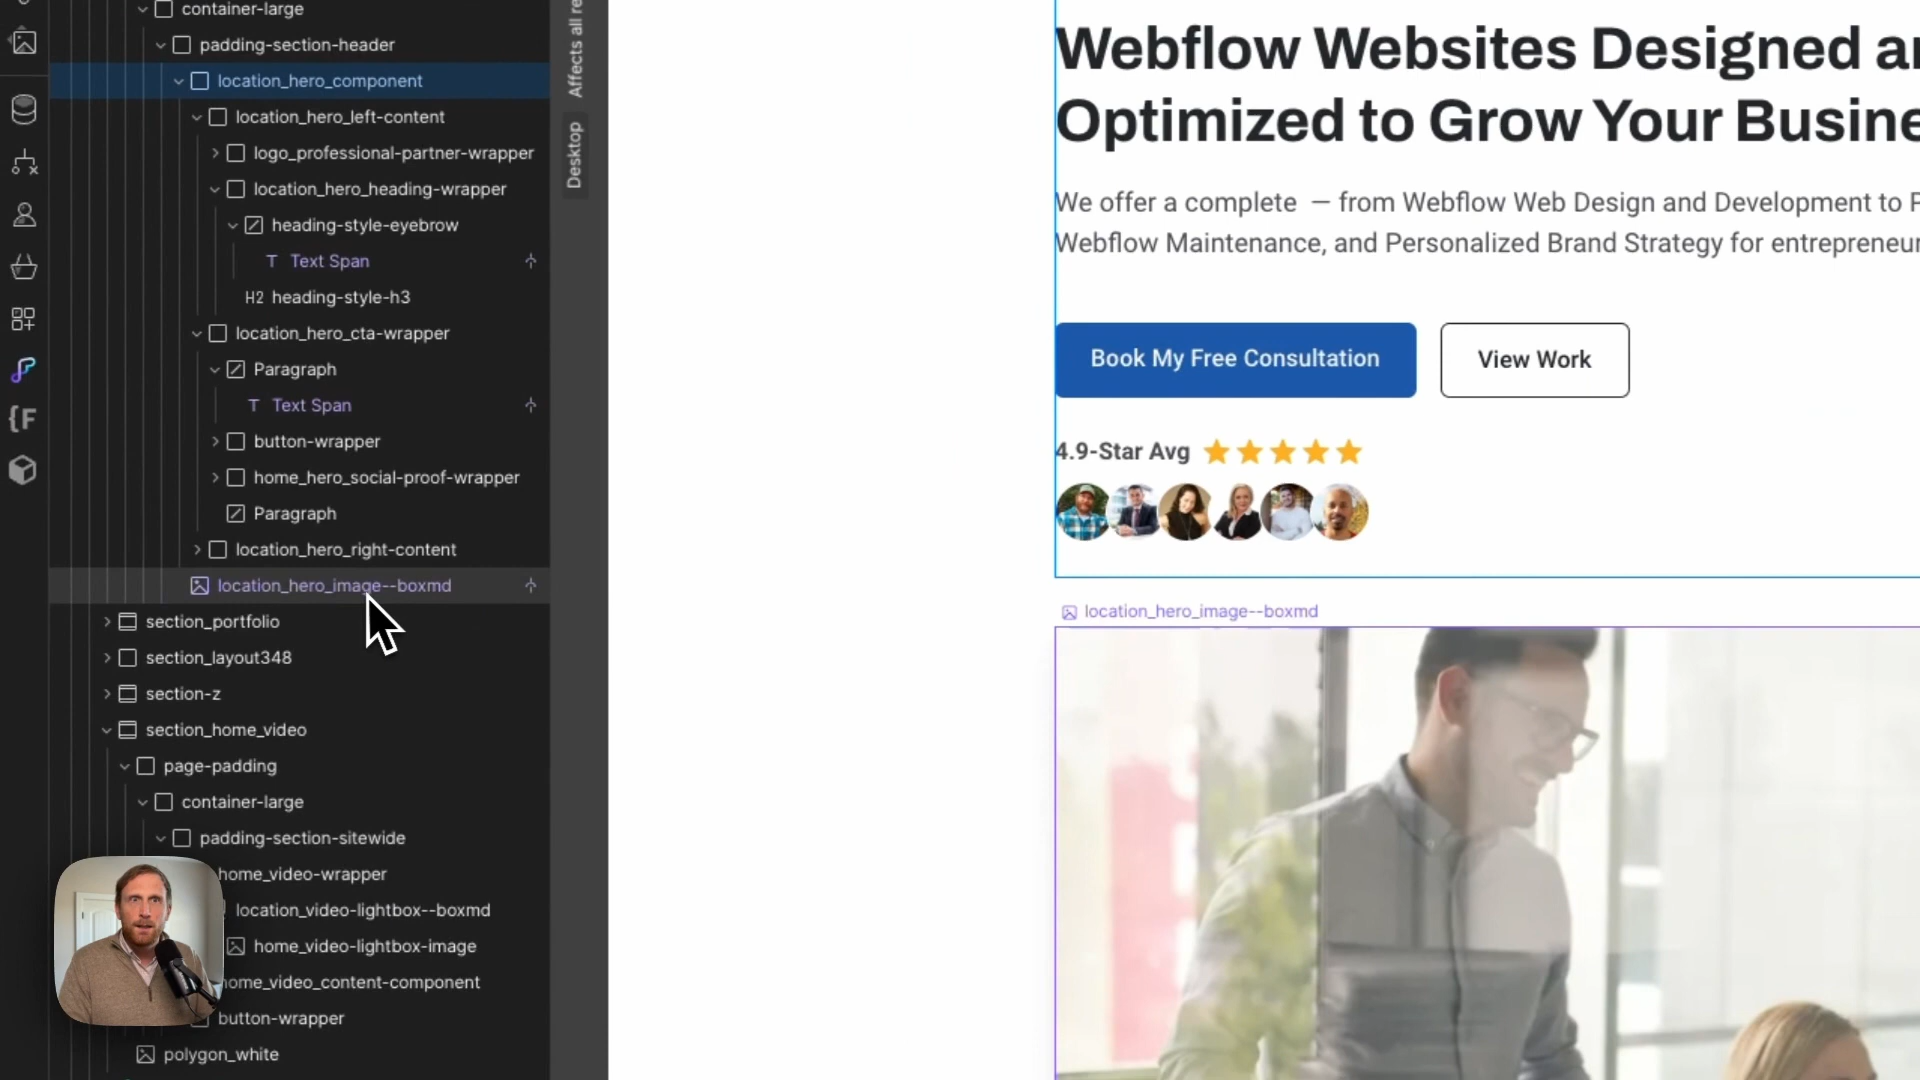 container-large
padding-section-header
location_hero_component
location_hero_left-content
logo_professional-partner-wrapper
location_hero_heading-wrapper
heading-style-eyebrow
T Text Span
H2 heading-style-h3
location_hero_cta-wrapper
Paragraph
T Text Span
button-wrapper
home_hero_social-proof-wrapper
Paragraph
location_hero_right-content
location_hero_image--boxmd
section_portfolio
section_layout348
section-z
section_home_video
page-padding
container-large
padding-section-sitewide
home_video-wrapper
location_video-lightbox--boxmd
home_video-lightbox-image
home_video_content-component
button-wrapper
polygon_white
{F
Affects all re
Desktop
Webflow Websites Designed an
Optimized to Grow Your Busine
We offer a complete — from Webflow Web Design and Development to P
Webflow Maintenance, and Personalized Brand Strategy for entrepreneur
Book My Free Consultation
View Work
4.9-Star Avg
location_hero_image--boxmd